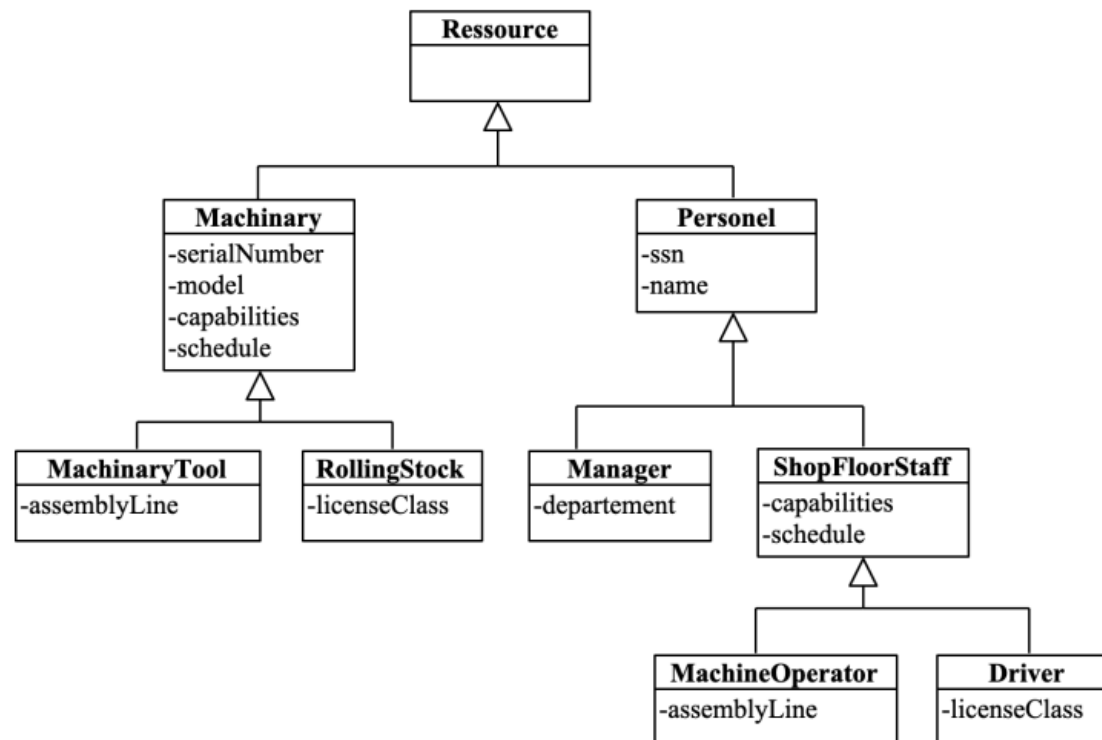 Ressource
Machinary
-serialNumber
-model
-capabilities
-schedule
Personel
-ssn
-name
MachinaryTool
-assemblyLine
RollingStock
-licenseClass
Manager
-departement
ShopFloorStaff
-capabilities
-schedule
MachineOperator
-assemblyLine
Driver
-licenseClass